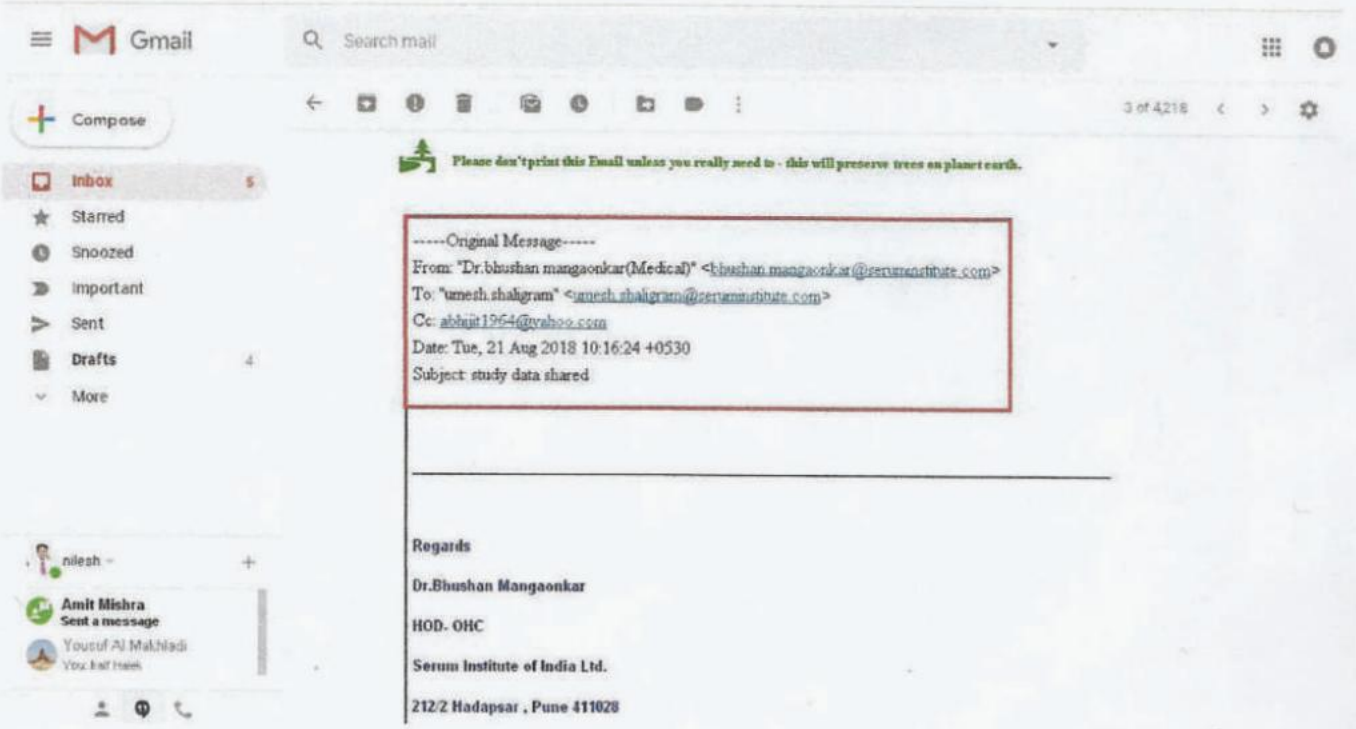 Gmail
Search mail
Compose
3 of 4,218
Please don't print this Email unless you really need to - this will preserve trees on planet earth.
Inbox 5
Starred
Snoozed
Important
Sent
Drafts 4
More
-----Original Message-----
From: "Dr.bhushan mangaonkar(Medical)" <bhushan.mangaonkar@seruminstitute.com>
To: "umesh.shaligram" <umesh.shaligram@seruminstitute.com>
Cc: abhijit1964@yahoo.com
Date: Tue, 21 Aug 2018 10:16:24 +0530
Subject: study data shared
Regards
Dr.Bhushan Mangaonkar
HOD- OHC
Serum Institute of India Ltd.
212/2 Hadapsar , Pune 411028
nilesh
Amit Mishra
Sent a message
Yousuf Al Makhladi
You: